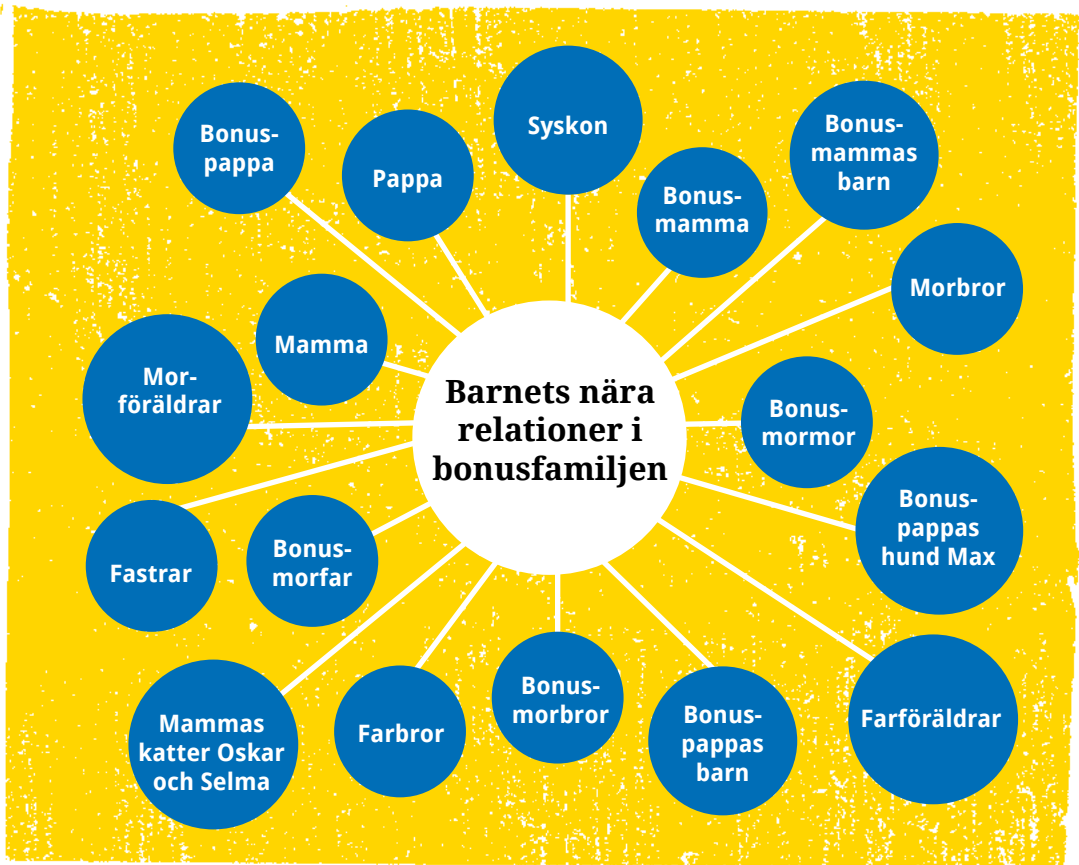 Bonus-
pappa
Pappa
Syskon
Bonus-
mamma
Bonus-
mammas
barn
Morbror
Mamma
Mor-
föräldrar
Barnets nära
relationer i
bonusfamiljen
Bonus-
mormor
Bonus-
pappas
hund Max
Fastrar
Bonus-
morfar
Mammas
katter Oskar
och Selma
Farbror
Bonus-
morbror
Bonus-
pappas
barn
Farföräldrar